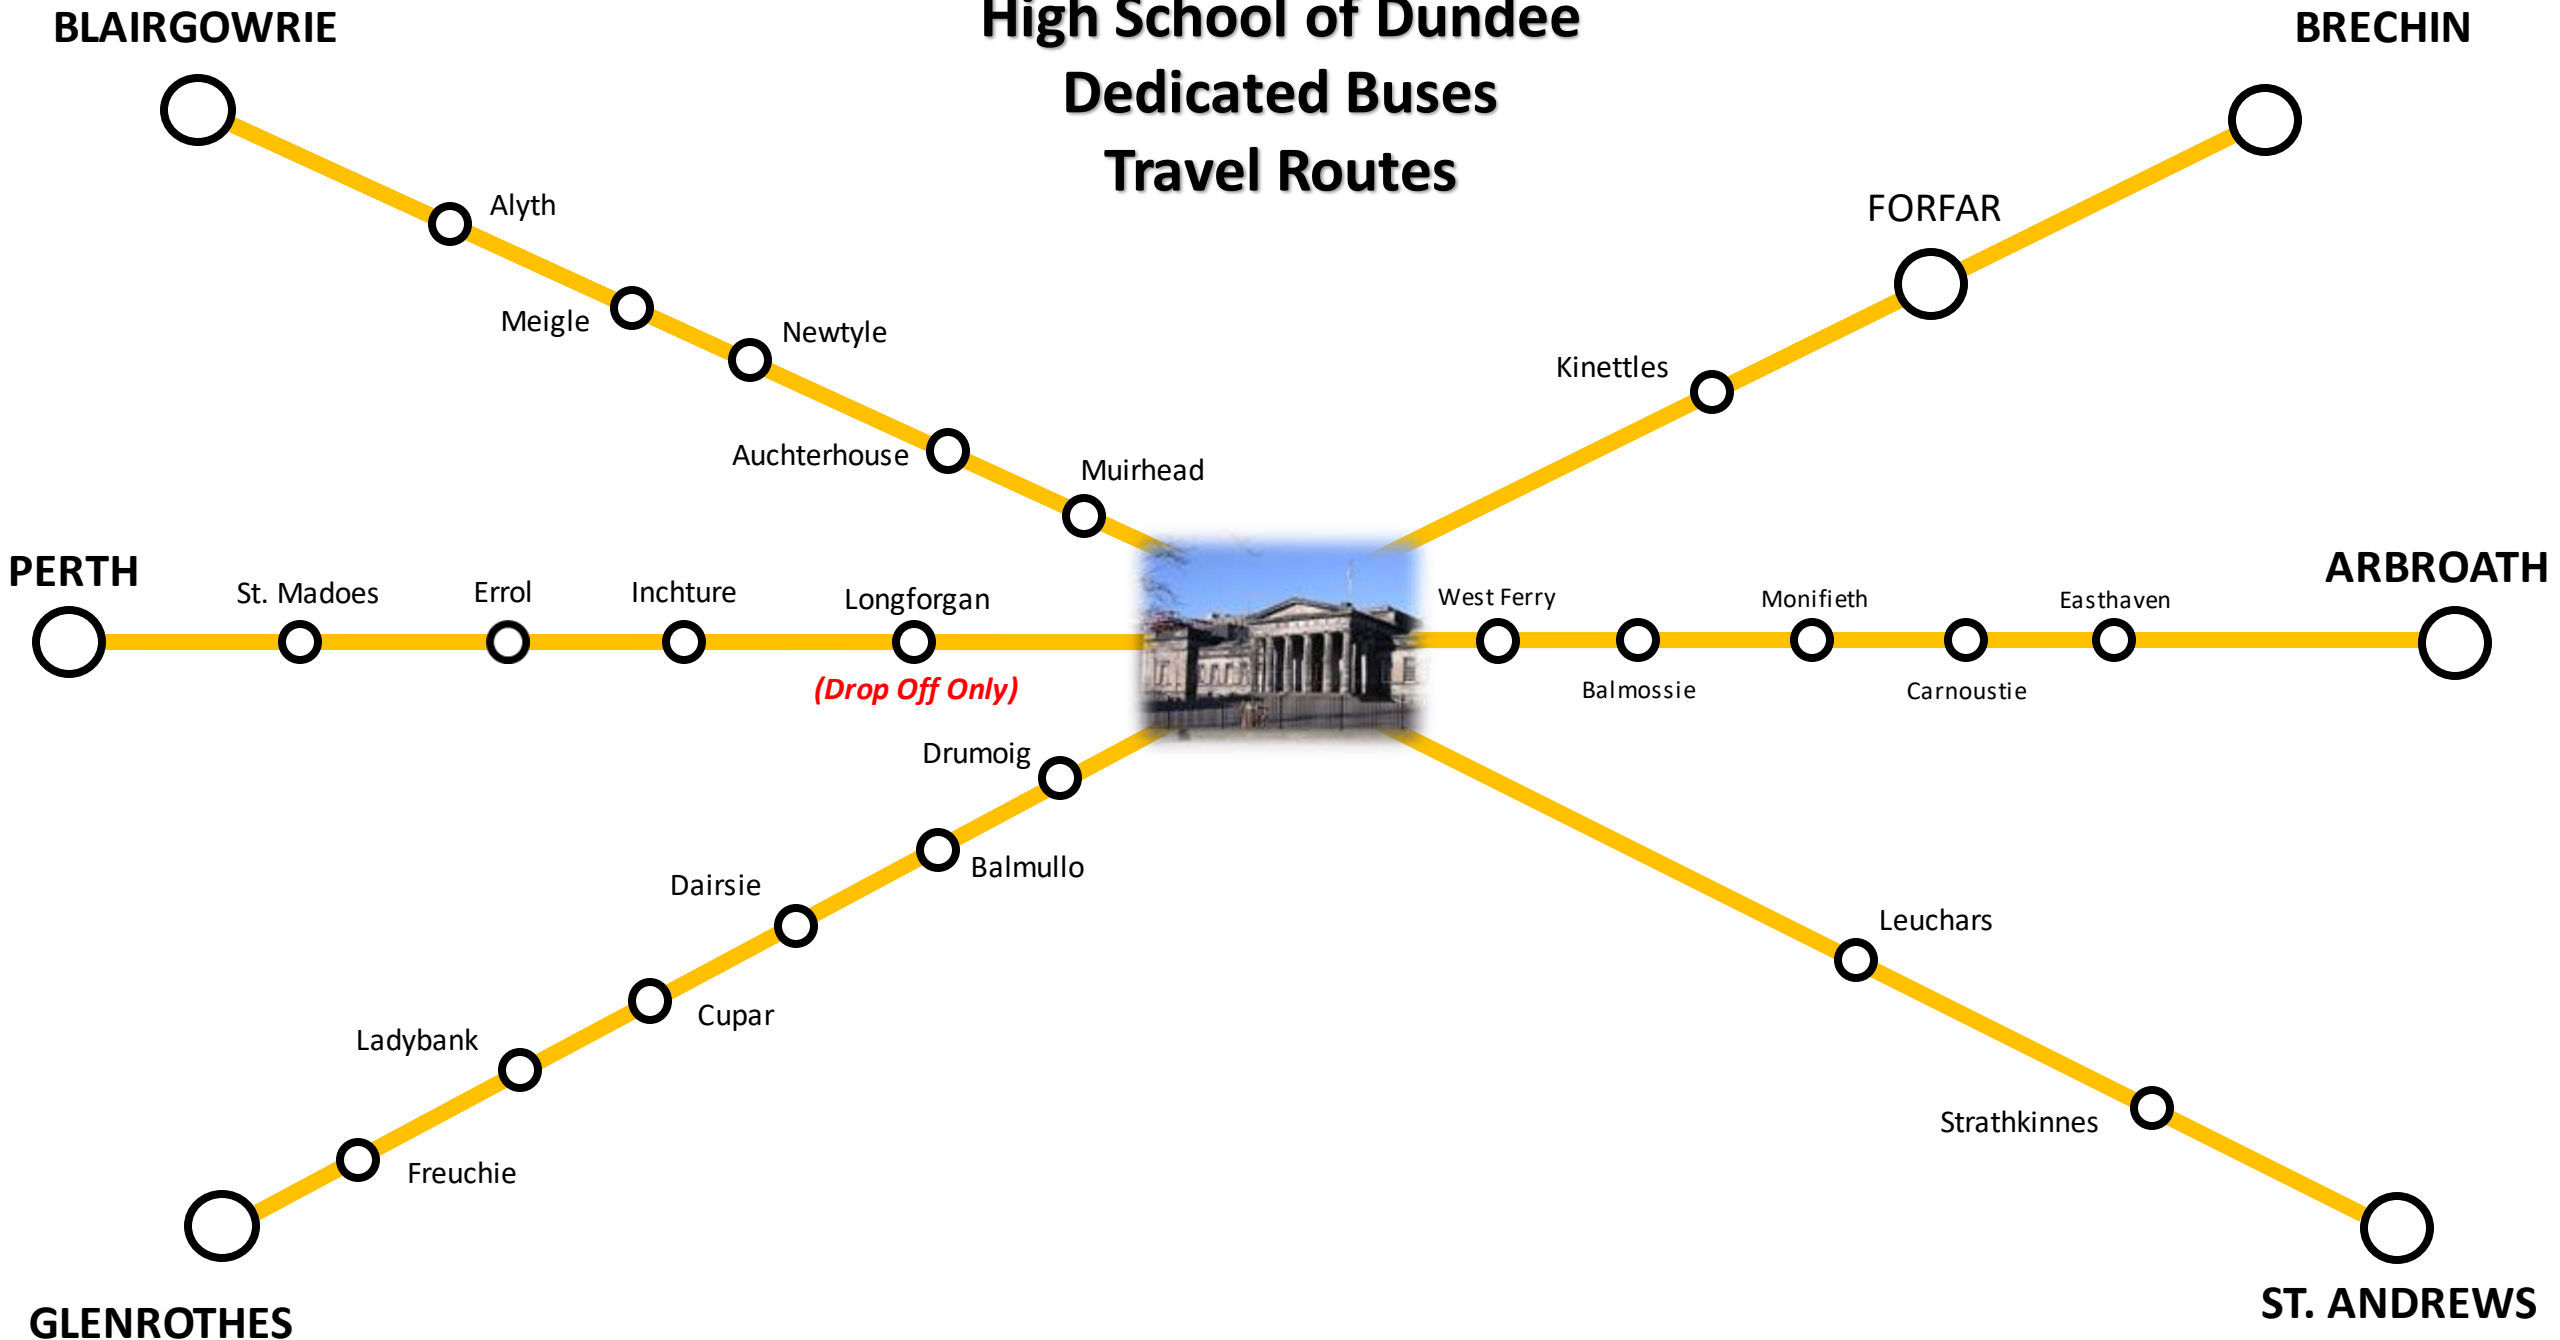 High School of Dundee
Dedicated Buses
Travel Routes
BLAIRGOWRIE
BRECHIN
Alyth
FORFAR
Meigle
Newtyle
Kinettles
Auchterhouse
Muirhead
PERTH
St. Madoes
Errol
Inchture
Longforgan
(Drop Off Only)
West Ferry
Balmossie
Monifieth
Carnoustie
Easthaven
ARBROATH
Drumoig
Balmullo
Dairsie
Cupar
Ladybank
Freuchie
GLENROTHES
Leuchars
Strathkinnes
ST. ANDREWS